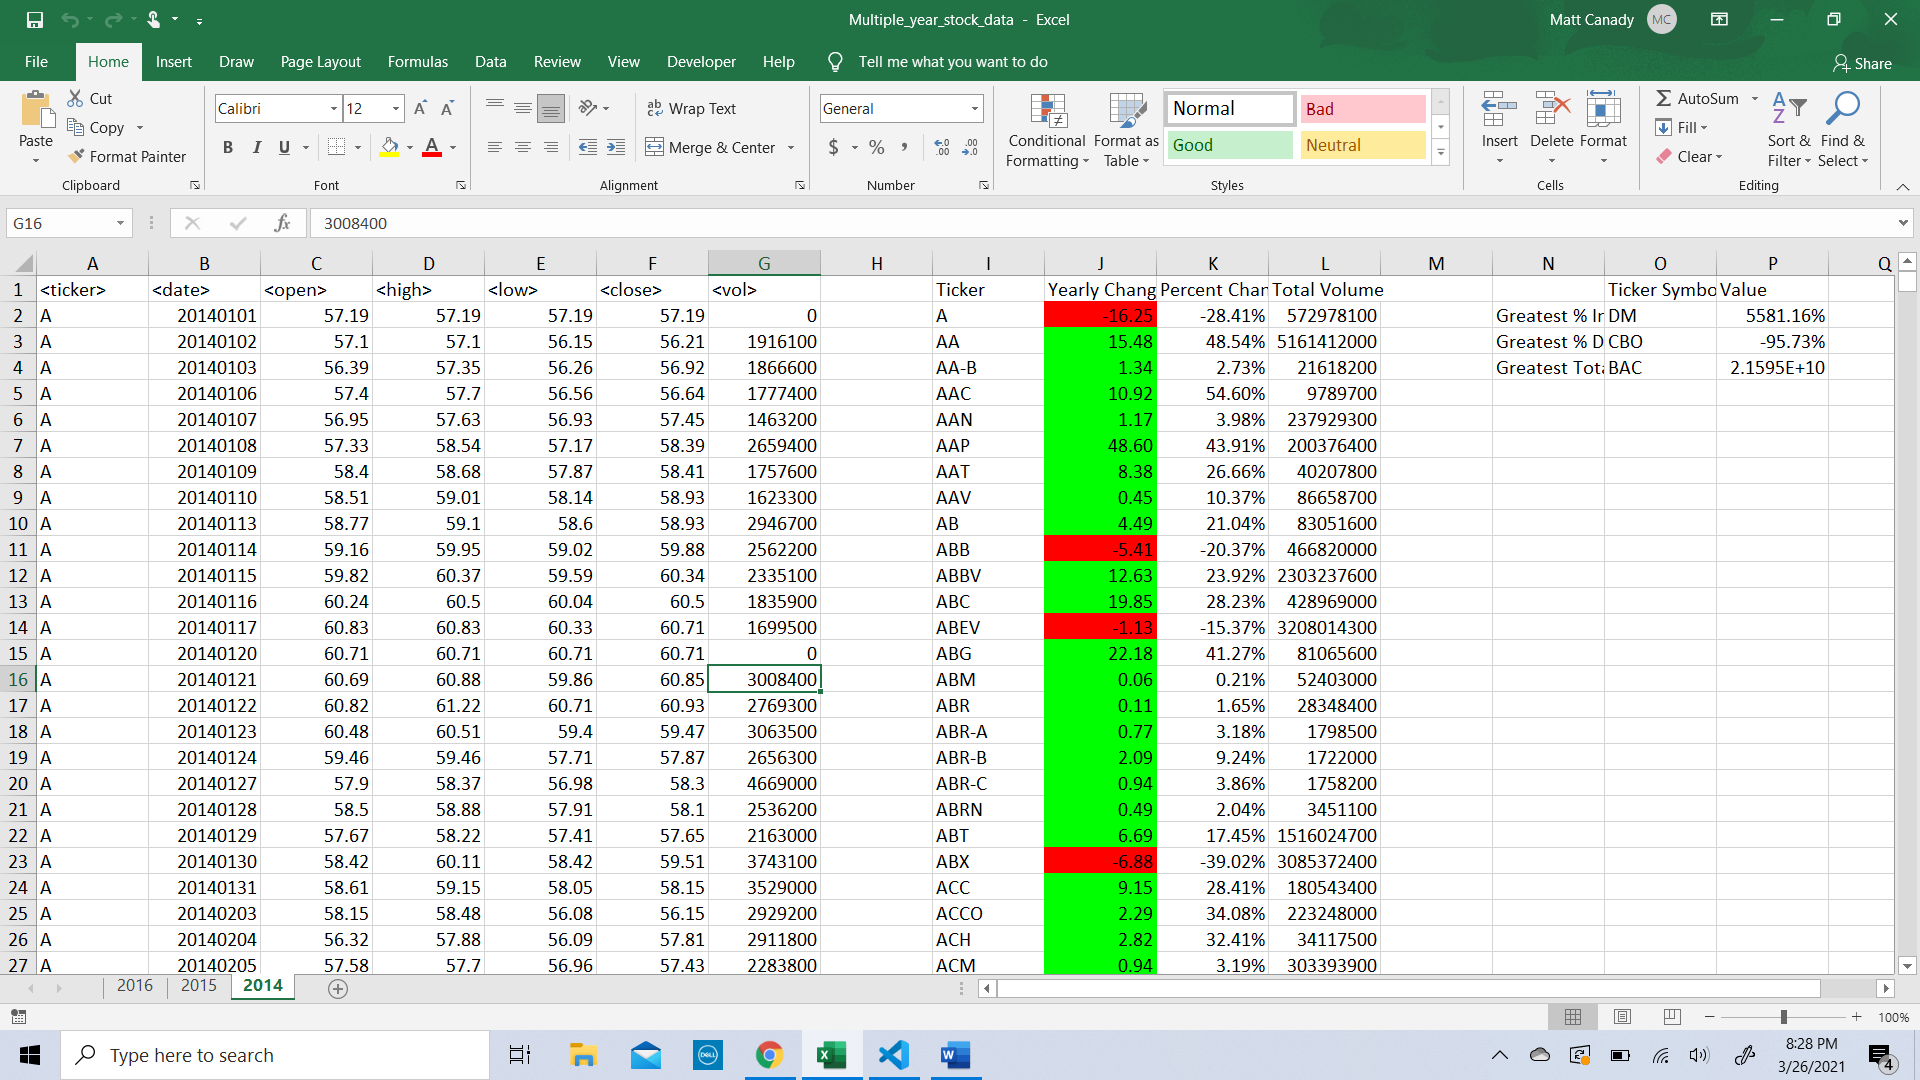 Multiple_year_stock_data - Excel
Matt Canady MC
File Home Insert Draw Page Layout Formulas Data Review View Developer Help Tell me what you want to do Share
Paste
Cut
Copy
Format Painter
Clipboard
Calibri 12
B I U
Font
Wrap Text
Merge & Center
Alignment
General
$ % ,
Number
Conditional Formatting
Format as Table
Normal Bad
Good Neutral
Styles
Insert Delete Format
Cells
AutoSum
Fill
Clear
Sort & Filter
Find & Select
Editing
G16 fx 3008400
A B C D E F G H I J K L M N O P Q
1 <ticker> <date> <open> <high> <low> <close> <vol> Ticker Yearly Chang Percent Chan Total Volume Ticker Symbo Value
2 A 20140101 57.19 57.19 57.19 57.19 0 A -16.25 -28.41% 572978100 Greatest % In DM 5581.16%
3 A 20140102 57.1 57.1 56.15 56.21 1916100 AA 15.48 48.54% 5161412000 Greatest % D CBO -95.73%
4 A 20140103 56.39 57.35 56.26 56.92 1866600 AA-B 1.34 2.73% 21618200 Greatest Tota BAC 2.1595E+10
5 A 20140106 57.4 57.7 56.56 56.64 1777400 AAC 10.92 54.60% 9789700
6 A 20140107 56.95 57.63 56.93 57.45 1463200 AAN 1.17 3.98% 237929300
7 A 20140108 57.33 58.54 57.17 58.39 2659400 AAP 48.60 43.91% 200376400
8 A 20140109 58.4 58.68 57.87 58.41 1757600 AAT 8.38 26.66% 40207800
9 A 20140110 58.51 59.01 58.14 58.93 1623300 AAV 0.45 10.37% 86658700
10 A 20140113 58.77 59.1 58.6 58.93 2946700 AB 4.49 21.04% 83051600
11 A 20140114 59.16 59.95 59.02 59.88 2562200 ABB -5.41 -20.37% 466820000
12 A 20140115 59.82 60.37 59.59 60.34 2335100 ABBV 12.63 23.92% 2303237600
13 A 20140116 60.24 60.5 60.04 60.5 1835900 ABC 19.85 28.23% 428969000
14 A 20140117 60.83 60.83 60.33 60.71 1699500 ABEV -1.13 -15.37% 3208014300
15 A 20140120 60.71 60.71 60.71 60.71 0 ABG 22.18 41.27% 81065600
16 A 20140121 60.69 60.88 59.86 60.85 3008400 ABM 0.06 0.21% 52403000
17 A 20140122 60.82 61.22 60.71 60.93 2769300 ABR 0.11 1.65% 28348400
18 A 20140123 60.48 60.51 59.4 59.47 3063500 ABR-A 0.77 3.18% 1798500
19 A 20140124 59.46 59.46 57.71 57.87 2656300 ABR-B 2.09 9.24% 1722000
20 A 20140127 57.9 58.37 56.98 58.3 4669000 ABR-C 0.94 3.86% 1758200
21 A 20140128 58.5 58.88 57.91 58.1 2536200 ABRN 0.49 2.04% 3451100
22 A 20140129 57.67 58.22 57.41 57.65 2163000 ABT 6.69 17.45% 1516024700
23 A 20140130 58.42 60.11 58.42 59.51 3743100 ABX -6.88 -39.02% 3085372400
24 A 20140131 58.61 59.15 58.05 58.15 3529000 ACC 9.15 28.41% 180543400
25 A 20140203 58.15 58.48 56.08 56.15 2929200 ACCO 2.29 34.08% 223248000
26 A 20140204 56.32 57.88 56.09 57.81 2911800 ACH 2.82 32.41% 34117500
27 A 20140205 57.58 57.7 56.96 57.43 2283800 ACM 0.94 3.19% 303393900
2016 2015 2014
100%
Type here to search
8:28 PM
3/26/2021
4